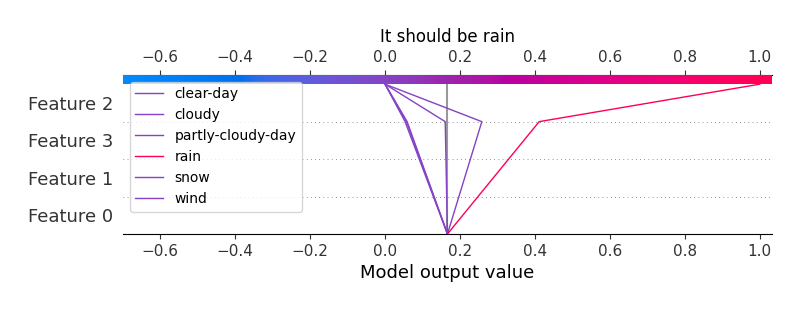 It should be rain
−0.6 −0.4 −0.2 0.0 0.2 0.4 0.6 0.8 1.0
clear-day
Feature 2
cloudy
partly-cloudy-day
Feature 3
rain
Feature 1
snow
wind
Feature 0
−0.6 −0.4 −0.2 0.0 0.2 0.4 0.6 0.8 1.0
Model output value